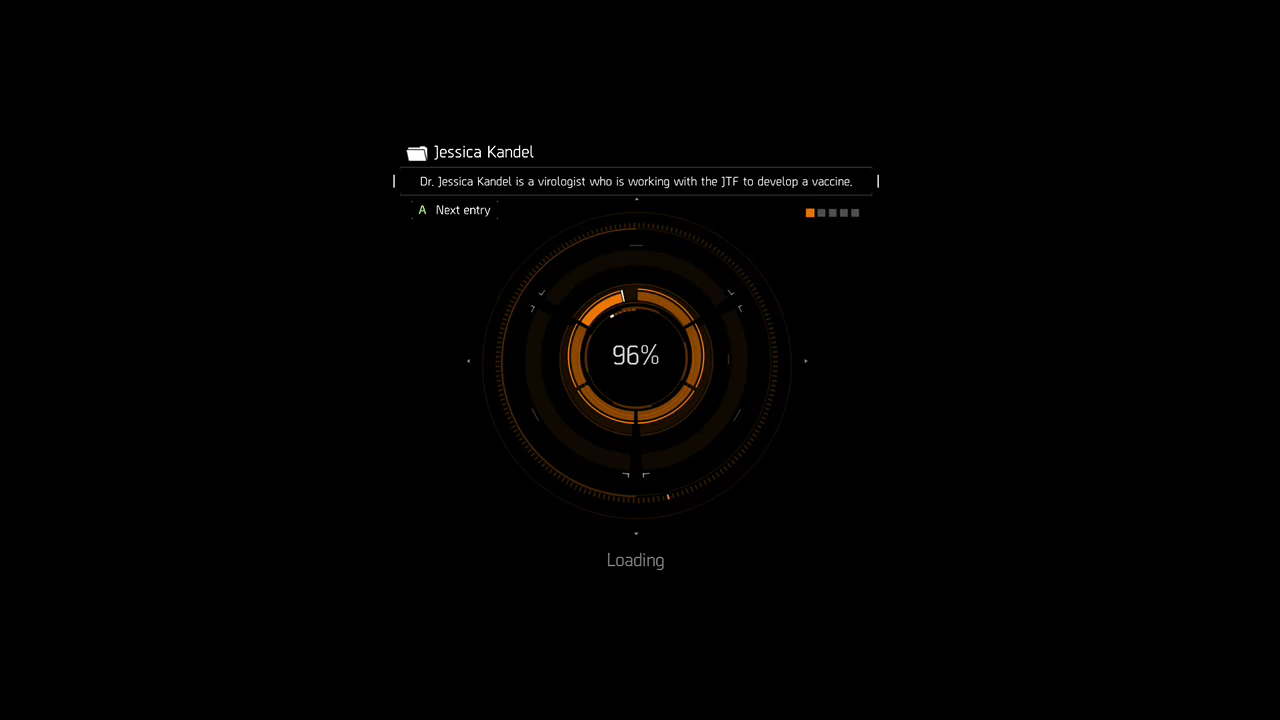 Jessica Kandel
Dr. Jessica Kandel is a virologist who is working with the JTF to develop a vaccine.
A Next entry
96%
Loading